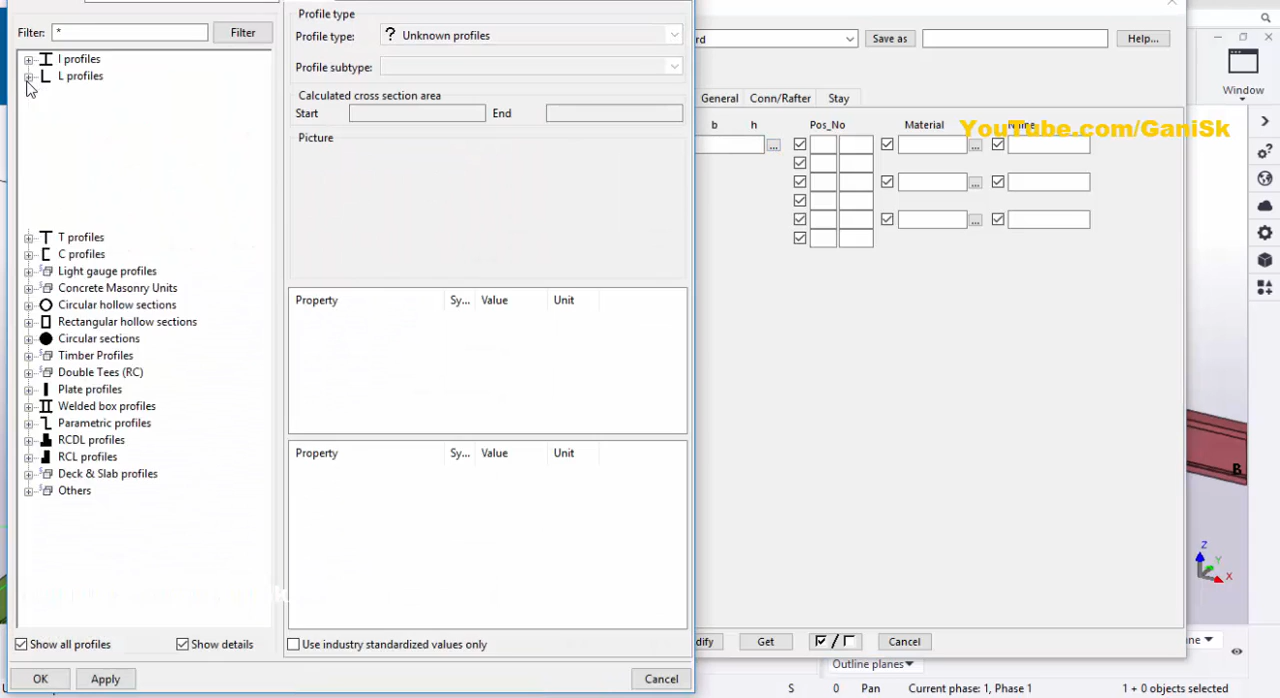 Filter: * Filter
I profiles
L profiles
T profiles
C profiles
Light gauge profiles
Concrete Masonry Units
Circular hollow sections
Rectangular hollow sections
Circular sections
Timber Profiles
Double Tees (RC)
Plate profiles
Welded box profiles
Parametric profiles
RCDL profiles
RCL profiles
Deck & Slab profiles
Others
Show all profiles Show details
OK Apply
Profile type
Profile type: ? Unknown profiles
Profile subtype:
Calculated cross section area
Start End
Picture
Property Sy... Value Unit
Property Sy... Value Unit
Use industry standardized values only
Cancel
rd Save as Help...
General Conn/Rafter Stay
b h Pos_No Material
YouTube.com/GaniSk
... ...
...
...
dify Get / Cancel
Window
B
Z
Y
X
Outline planes
ne
S 0 Pan Current phase: 1, Phase 1 1 + 0 objects selected